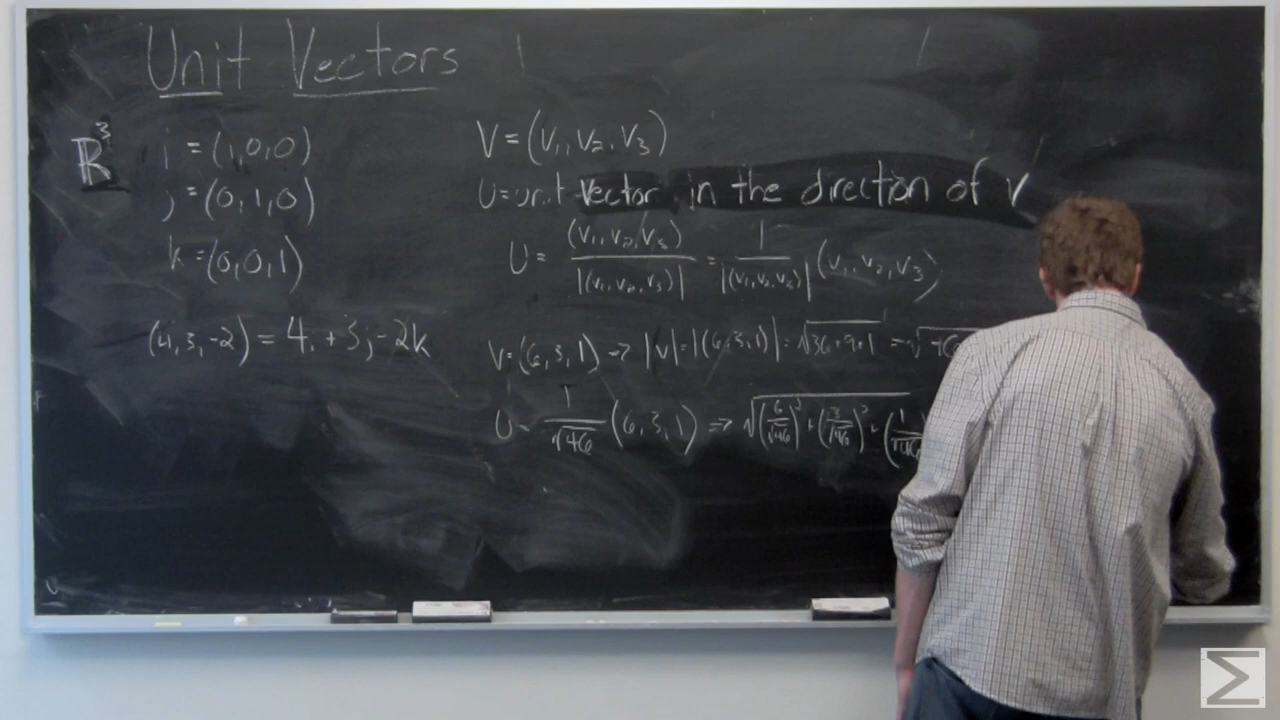 Unit Vectors
R³
i = (1,0,0)
j = (0,1,0)
k = (0,0,1)
(4,3,-2) = 4i + 3j - 2k
V = (V₁, V₂, V₃)
U = unit vector in the direction of V
U = (V₁, V₂, V₃) / |(V₁, V₂, V₃)| = 1 / |(V₁, V₂, V₃)| (V₁, V₂, V₃)
V = (6,3,1) → |V| = |(6,3,1)| = √36+9+1 = √46
U = 1/√46 (6,3,1) ⇒ √(6/√46)² + (3/√46)² + (1/√46
Σ